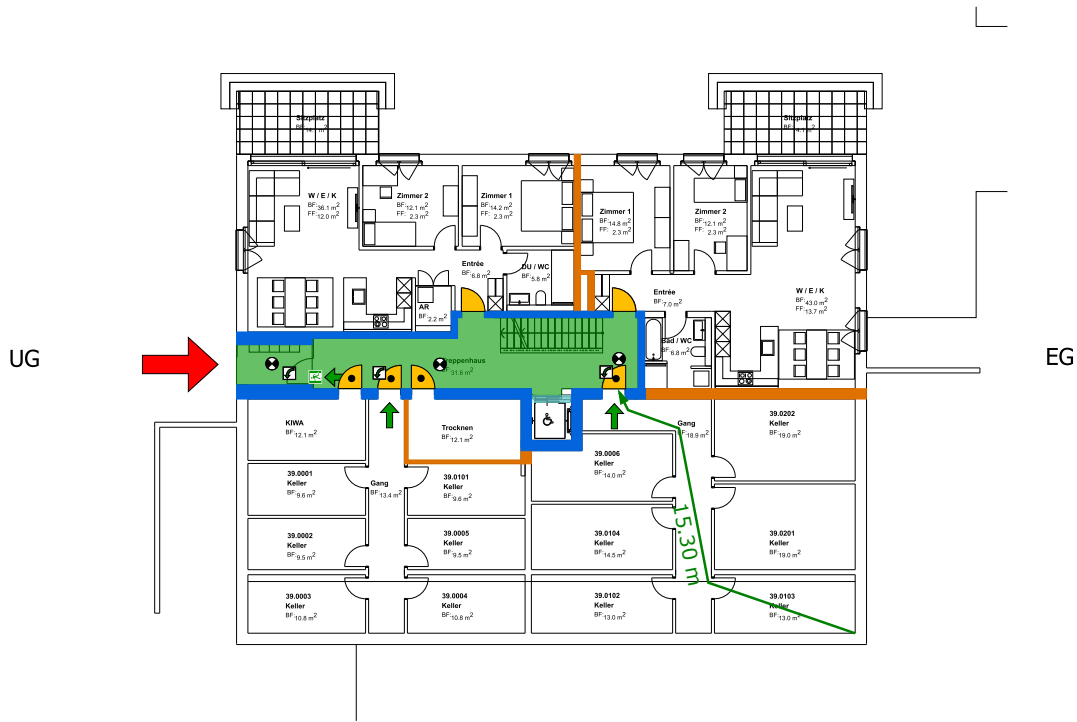 Sitzplatz
BF: 14.1 m²
Sitzplatz
BF: 14.1 m²
W / E / K
BF: 36.1 m²
FF: 12.0 m²
Zimmer 2
BF: 12.1 m²
FF: 2.3 m²
Zimmer 1
BF: 14.2 m²
FF: 2.3 m²
Zimmer 1
BF: 14.8 m²
FF: 2.3 m²
Zimmer 2
BF: 12.1 m²
FF: 2.3 m²
Entrée
BF: 6.8 m²
DU / WC
BF: 5.8 m²
AR
BF: 2.2 m²
Entrée
BF: 7.0 m²
W / E / K
BF: 43.0 m²
FF: 13.7 m²
Bad / WC
BF: 6.8 m²
UG
EG
Treppenhaus
31.6 m²
KIWA
BF: 12.1 m²
Trocknen
BF: 12.1 m²
Gang
BF: 18.9 m²
39.0202
Keller
BF: 19.0 m²
39.0006
Keller
BF: 14.0 m²
39.0001
Keller
BF: 9.6 m²
Gang
BF: 13.4 m²
39.0101
Keller
BF: 9.6 m²
39.0002
Keller
BF: 9.5 m²
39.0005
Keller
BF: 9.5 m²
39.0104
Keller
BF: 14.5 m²
15.30 m
39.0201
Keller
BF: 19.0 m²
39.0003
Keller
BF: 10.8 m²
39.0004
Keller
BF: 10.8 m²
39.0102
Keller
BF: 13.0 m²
39.0103
Keller
BF: 13.0 m²